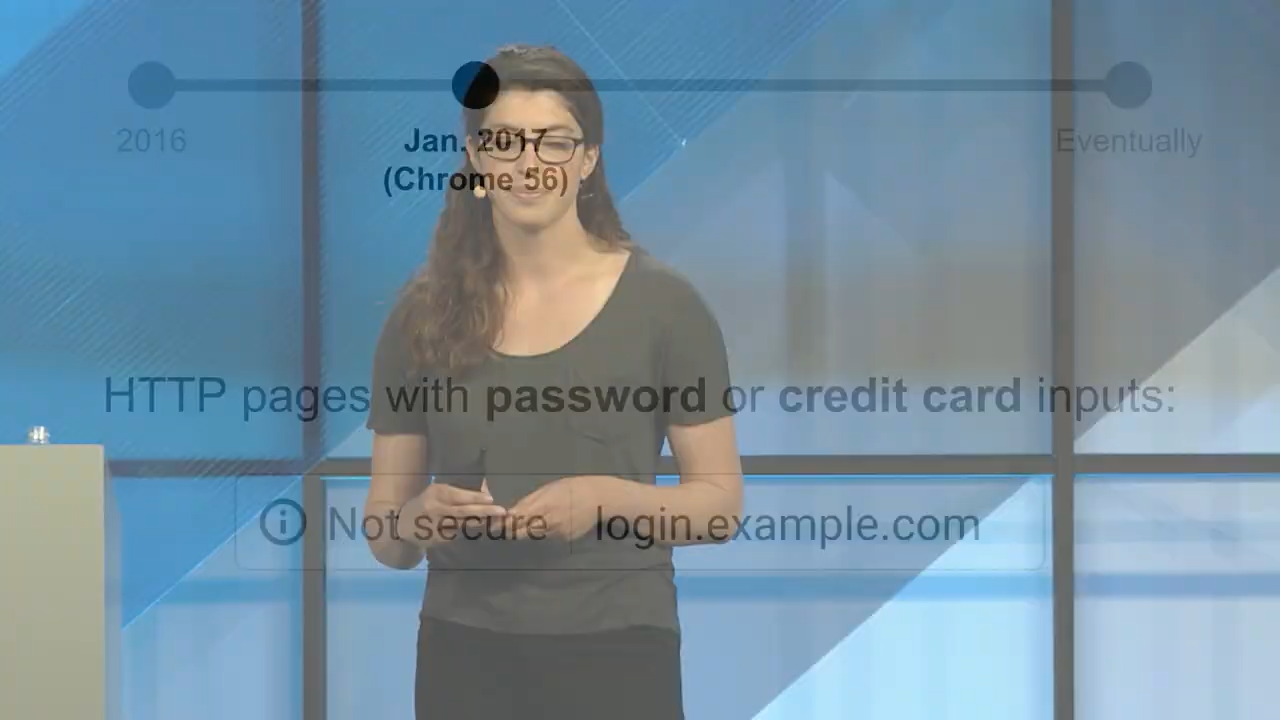 2016
Jan. 2017
(Chrome 56)
Eventually
HTTP pages with password or credit card inputs:
Not secure
login.example.com